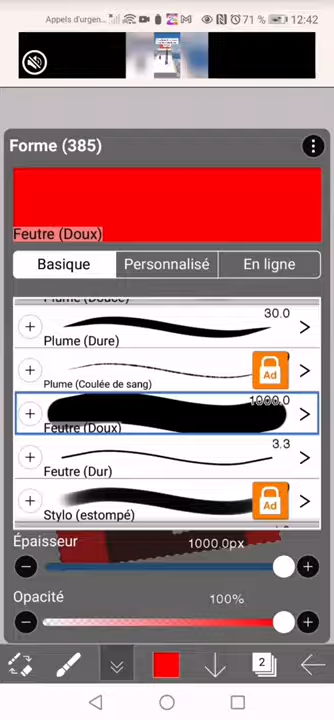 Appels d'urgen...
71 %
12:42
Forme (385)
Feutre (Doux)
Basique
Personnalisé
En ligne
Plume (Douce)
30.0
Plume (Dure)
Ad
Plume (Coulée de sang)
1000.0
Feutre (Doux)
3.3
Feutre (Dur)
Ad
Stylo (estompé)
Épaisseur
1000.0px
Opacité
100%
2